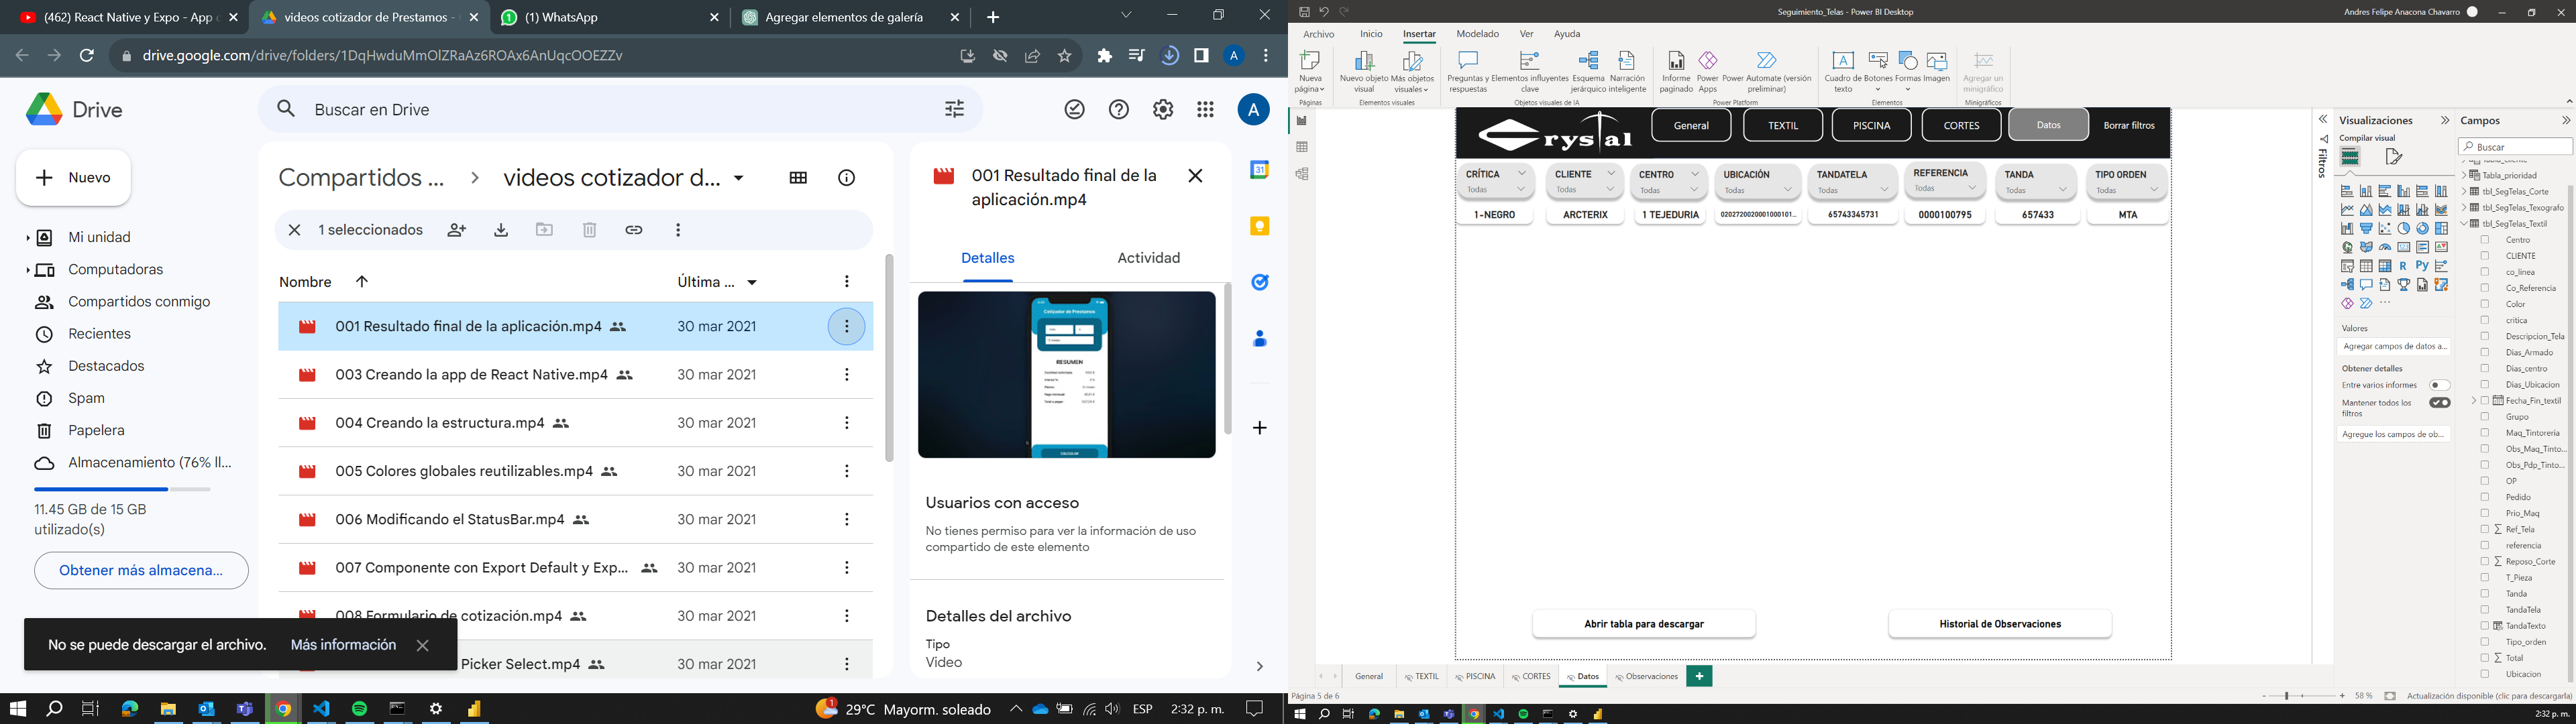 (462) React Native y Expo - App c
videos cotizador de Prestamos -
(1) WhatsApp
Agregar elementos de galería
drive.google.com/drive/folders/1DqHwduMmOlZRaAz6ROAx6AnUqcOOEZZv
Drive
Buscar en Drive
A
Nuevo
Mi unidad
Computadoras
Compartidos conmigo
Recientes
Destacados
Spam
Papelera
Almacenamiento (76% ll...
11.45 GB de 15 GB
utilizado(s)
Obtener más almacena...
Compartidos ...
videos cotizador d...
1 seleccionados
Nombre
Última ...
001 Resultado final de la aplicación.mp4 30 mar 2021
003 Creando la app de React Native.mp4 30 mar 2021
004 Creando la estructura.mp4 30 mar 2021
005 Colores globales reutilizables.mp4 30 mar 2021
006 Modificando el StatusBar.mp4 30 mar 2021
007 Componente con Export Default y Exp... 30 mar 2021
008 Formulario de cotización.mp4 30 mar 2021
Picker Select.mp4 30 mar 2021
No se puede descargar el archivo. Más información
001 Resultado final de la
aplicación.mp4
Detalles
Actividad
Cotizador de Prestamos
RESUMEN
CALCULAR
Usuarios con acceso
No tienes permiso para ver la información de uso
compartido de este elemento
Detalles del archivo
Tipo
Video
29°C Mayorm. soleado
ESP
2:32 p. m.
Seguimiento_Telas - Power BI Desktop
Andres Felipe Anacona Chavarro
Archivo Inicio Insertar Modelado Ver Ayuda
Nueva
página
Nuevo objeto
visual
Más objetos
visuales
Preguntas y
respuestas
Elementos influyentes
clave
Esquema
jerárquico
Narración
inteligente
Informe
paginado
Power
Apps
Power Automate (versión
preliminar)
Cuadro de
texto
Botones
Formas
Imagen
Agregar un
minigráfico
Páginas
Elementos visuales
Objetos visuales de IA
Power Platform
Elementos
Minigráficos
Crystal
General
TEXTIL
PISCINA
CORTES
Datos
Borrar filtros
CRÍTICA
Todas
CLIENTE
Todas
CENTRO
Todas
UBICACIÓN
Todas
TANDATELA
Todas
REFERENCIA
Todas
TANDA
Todas
TIPO ORDEN
Todas
1-NEGRO
ARCTERIX
1 TEJEDURIA
0202720020001000101...
65743345731
0000100795
657433
MTA
Abrir tabla para descargar
Historial de Observaciones
General
TEXTIL
PISCINA
CORTES
Datos
Observaciones
Página 5 de 6
58 %
Actualización disponible (clic para descargarla)
Filtros
Visualizaciones
Compilar visual
R
Py
Valores
Agregar campos de datos a...
Obtener detalles
Entre varios informes
Mantener todos los
filtros
Agregue los campos de ob...
Campos
Buscar
Tabla_prioridad
tbl_SegTelas_Corte
tbl_SegTelas_Texografo
tbl_SegTelas_Textil
Centro
CLIENTE
co_linea
Co_Referencia
Color
critica
Descripcion_Tela
Dias_Armado
Dias_centro
Dias_Ubicacion
Fecha_Fin_textil
Grupo
Maq_Tintoreria
Obs_Maq_Tinto...
Obs_Pdp_Tinto...
OP
Pedido
Prio_Maq
Ref_Tela
referencia
Reposo_Corte
T_Pieza
Tanda
TandaTela
TandaTexto
Tipo_orden
Total
Ubicacion
2:32 p. m.